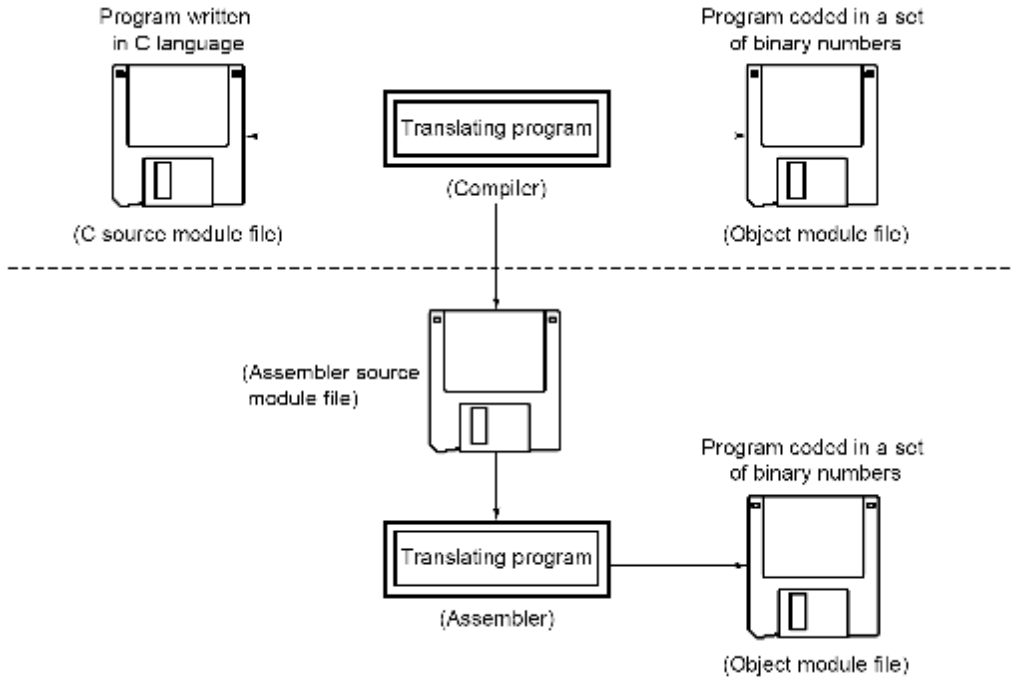 Program written
in C language
Program coded in a set
of binary numbers
Translating program
(Compiler)
(C source module file)
(Object module file)
(Assembler source
module file)
Program coded in a set
of binary numbers
Translating program
(Assembler)
(Object module file)